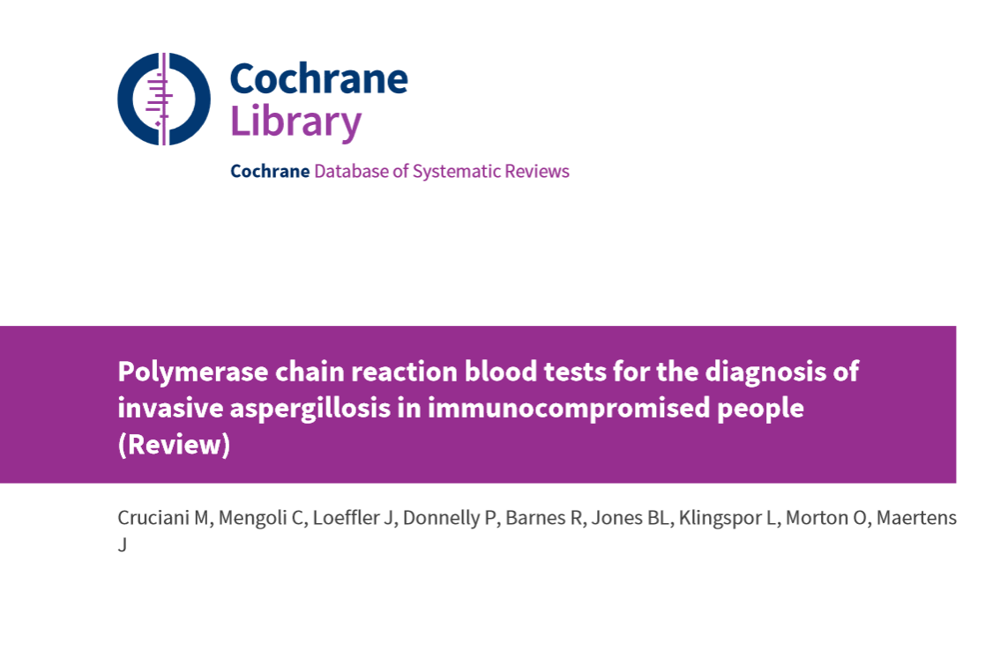 Cochrane
Library
Cochrane Database of Systematic Reviews
Polymerase chain reaction blood tests for the diagnosis of
invasive aspergillosis in immunocompromised people
(Review)
Cruciani M, Mengoli C, Loeffler J, Donnelly P, Barnes R, Jones BL, Klingspor L, Morton O, Maertens
J